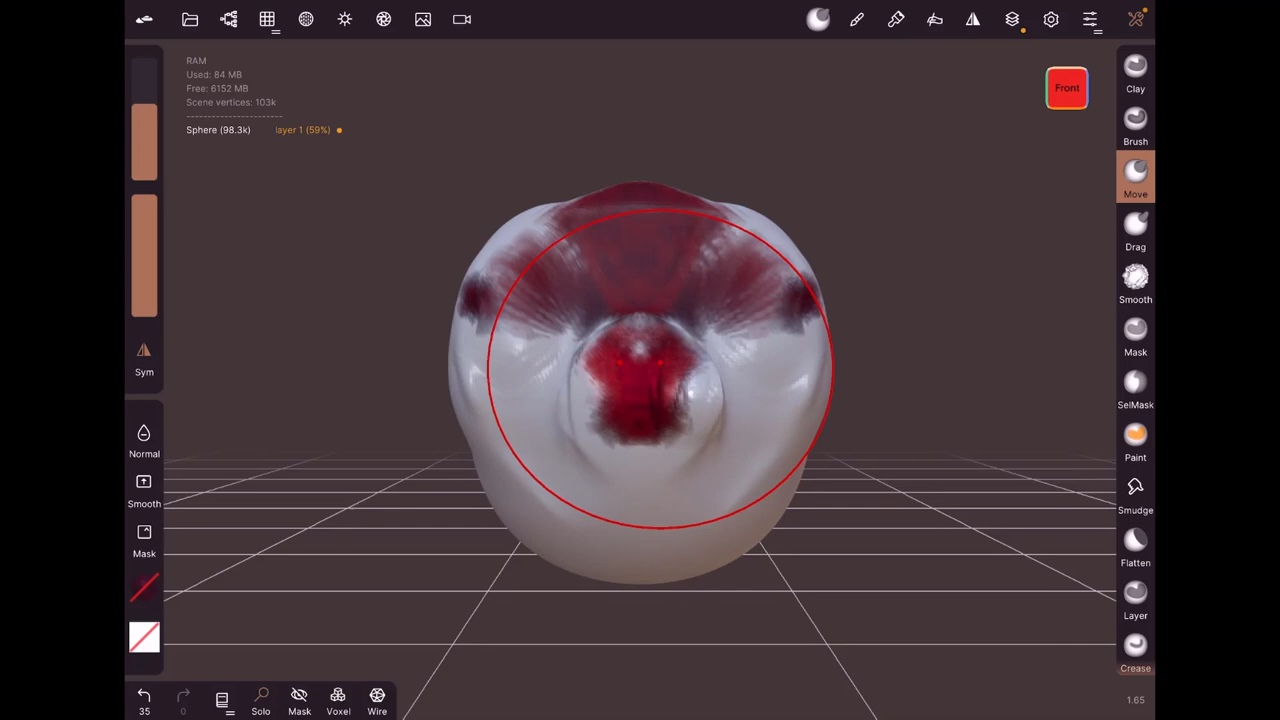 RAM
Used: 84 MB
Free: 6152 MB
Scene vertices: 103k
----------------------
Sphere (98.3k) layer 1 (59%)
Front
Clay
Brush
Move
Drag
Smooth
Mask
SelMask
Paint
Smudge
Flatten
Layer
Crease
Sym
Normal
Smooth
Mask
35
0
Solo
Mask
Voxel
Wire
1.65